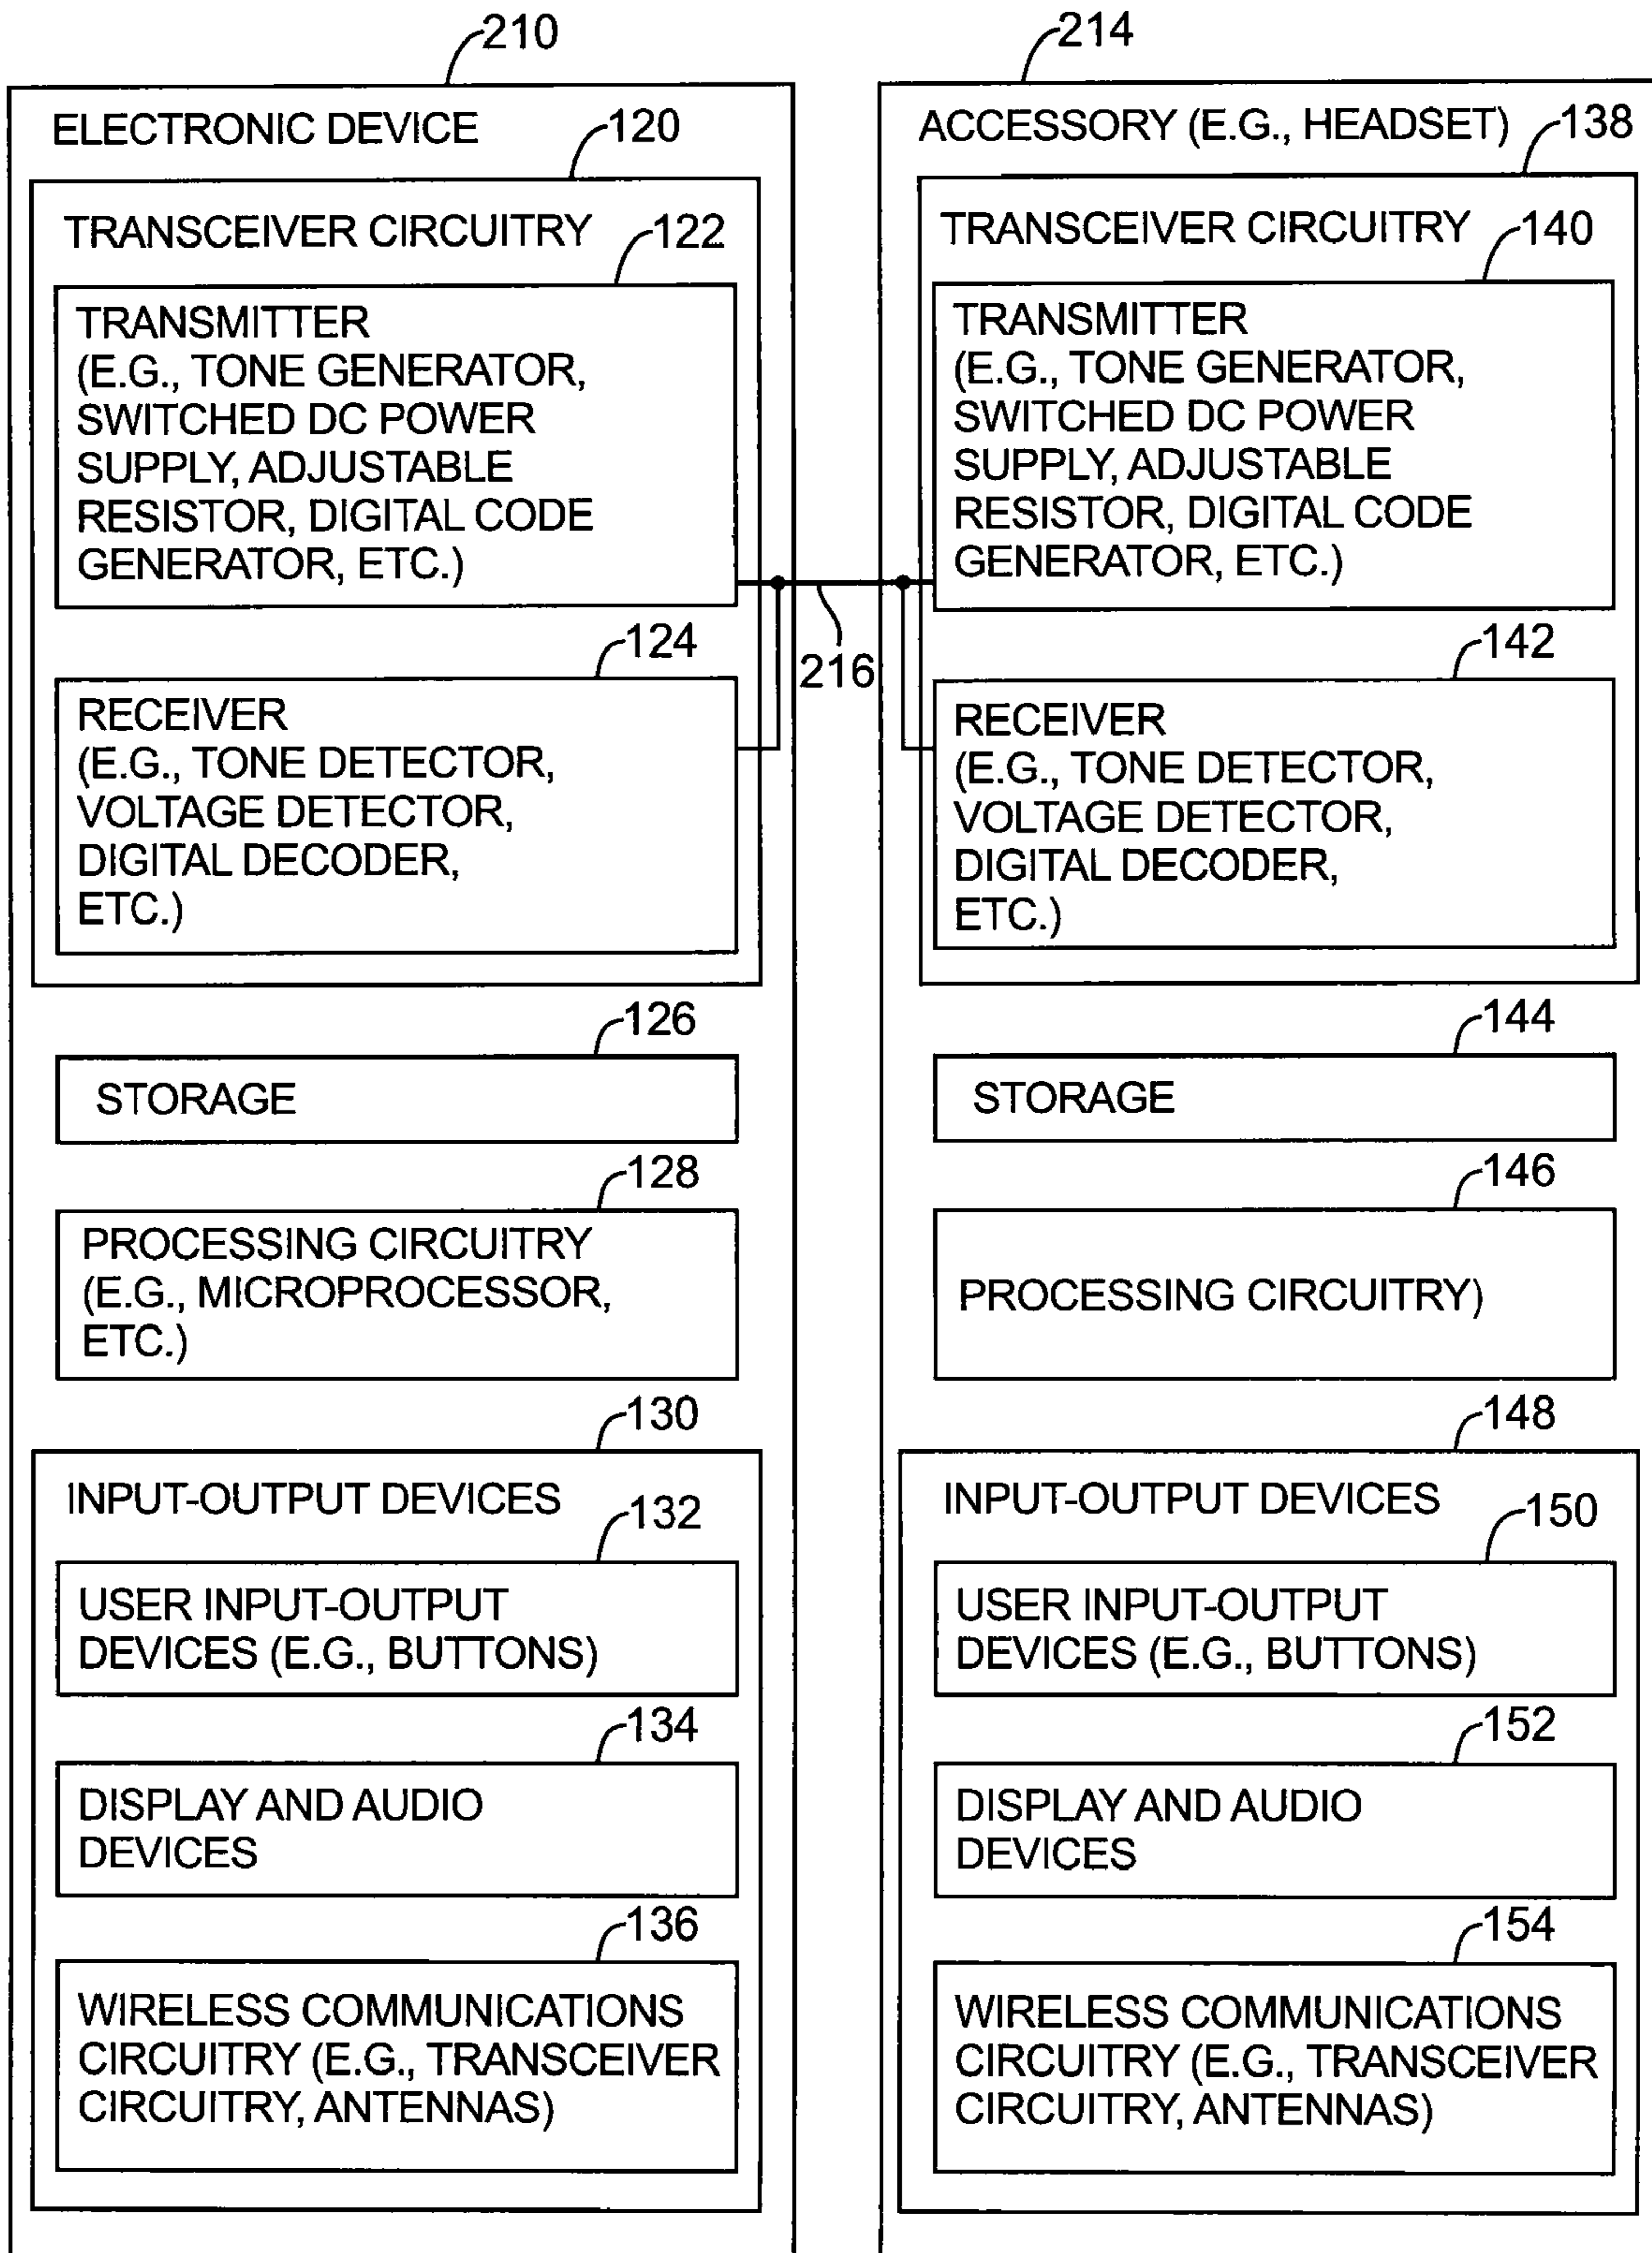 210
ELECTRONIC DEVICE
120
TRANSCEIVER CIRCUITRY
122
TRANSMITTER
(E.G., TONE GENERATOR,
SWITCHED DC POWER
SUPPLY, ADJUSTABLE
RESISTOR, DIGITAL CODE
GENERATOR, ETC.)
124
RECEIVER
(E.G., TONE DETECTOR,
VOLTAGE DETECTOR,
DIGITAL DECODER,
ETC.)
126
STORAGE
128
PROCESSING CIRCUITRY
(E.G., MICROPROCESSOR,
ETC.)
130
INPUT-OUTPUT DEVICES
132
USER INPUT-OUTPUT
DEVICES (E.G., BUTTONS)
134
DISPLAY AND AUDIO
DEVICES
136
WIRELESS COMMUNICATIONS
CIRCUITRY (E.G., TRANSCEIVER
CIRCUITRY, ANTENNAS)
216
214
ACCESSORY (E.G., HEADSET)
138
TRANSCEIVER CIRCUITRY
140
TRANSMITTER
(E.G., TONE GENERATOR,
SWITCHED DC POWER
SUPPLY, ADJUSTABLE
RESISTOR, DIGITAL CODE
GENERATOR, ETC.)
142
RECEIVER
(E.G., TONE DETECTOR,
VOLTAGE DETECTOR,
DIGITAL DECODER,
ETC.)
144
STORAGE
146
PROCESSING CIRCUITRY)
148
INPUT-OUTPUT DEVICES
150
USER INPUT-OUTPUT
DEVICES (E.G., BUTTONS)
152
DISPLAY AND AUDIO
DEVICES
154
WIRELESS COMMUNICATIONS
CIRCUITRY (E.G., TRANSCEIVER
CIRCUITRY, ANTENNAS)